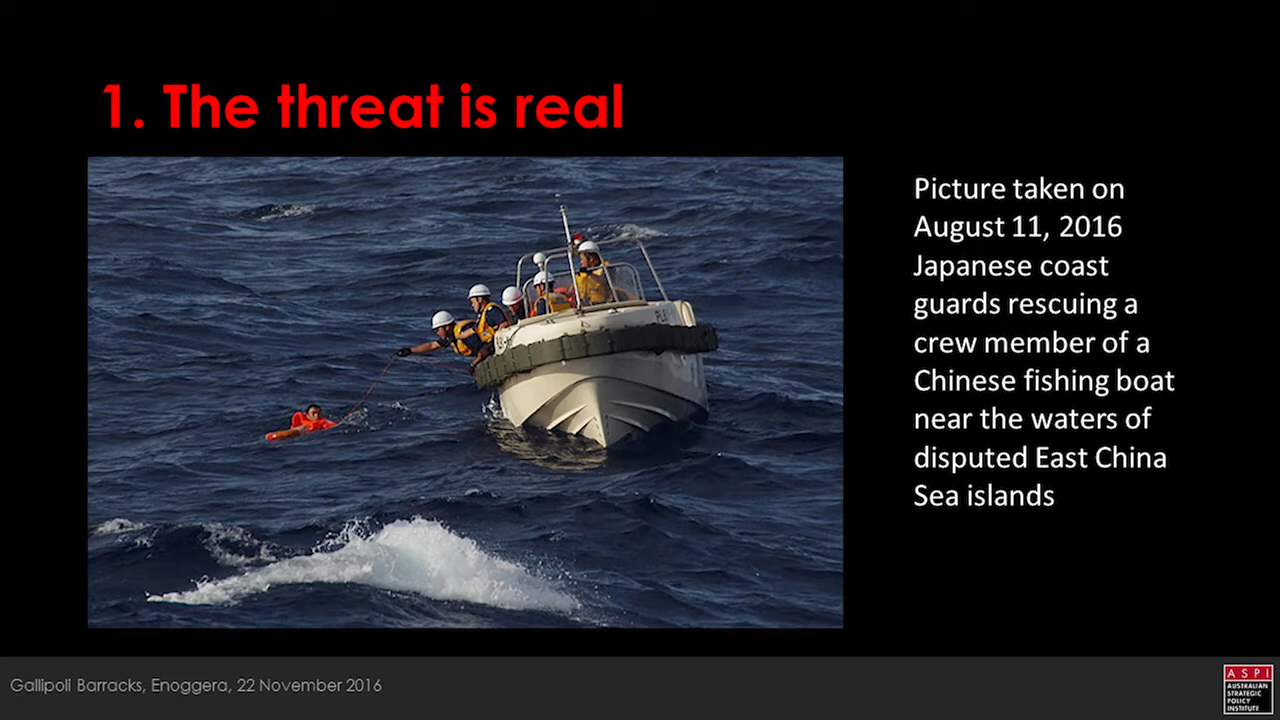 1. The threat is real
Picture taken on
August 11, 2016
Japanese coast
guards rescuing a
crew member of a
Chinese fishing boat
near the waters of
disputed East China
Sea islands
Gallipoli Barracks, Enoggera, 22 November 2016
ASPI
AUSTRALIAN
STRATEGIC
POLICY
INSTITUTE